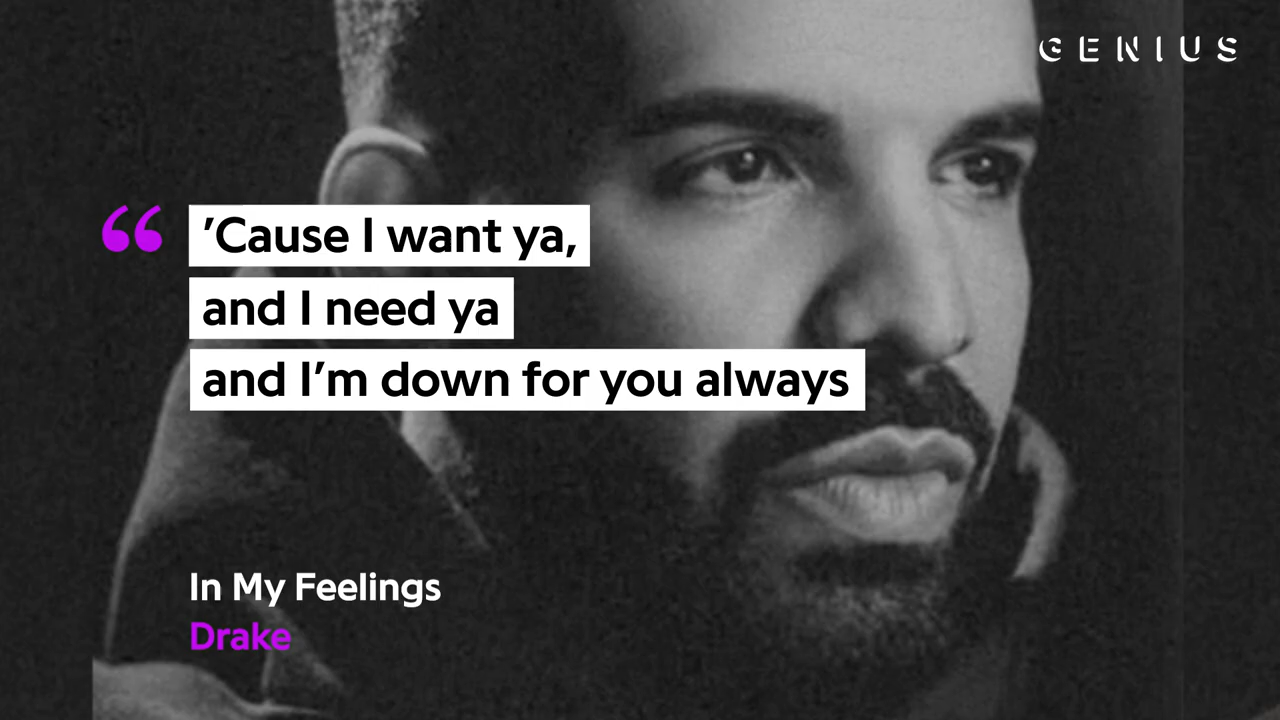 GENIUS
“
’Cause I want ya,
and I need ya
and I’m down for you always
In My Feelings
Drake